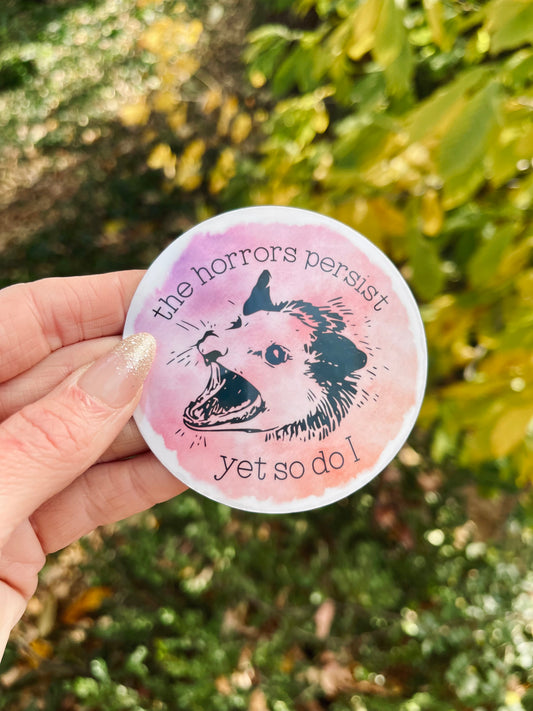 the horrors persist
yet so do I